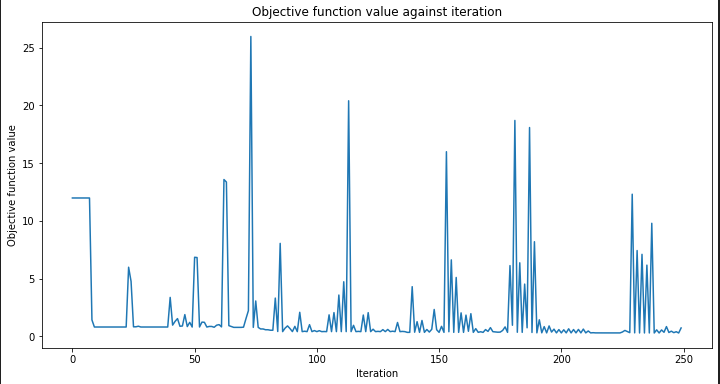 Objective function value against iteration
25
20
15
10
5
0
Objective function value
0 50 100 150 200 250
Iteration